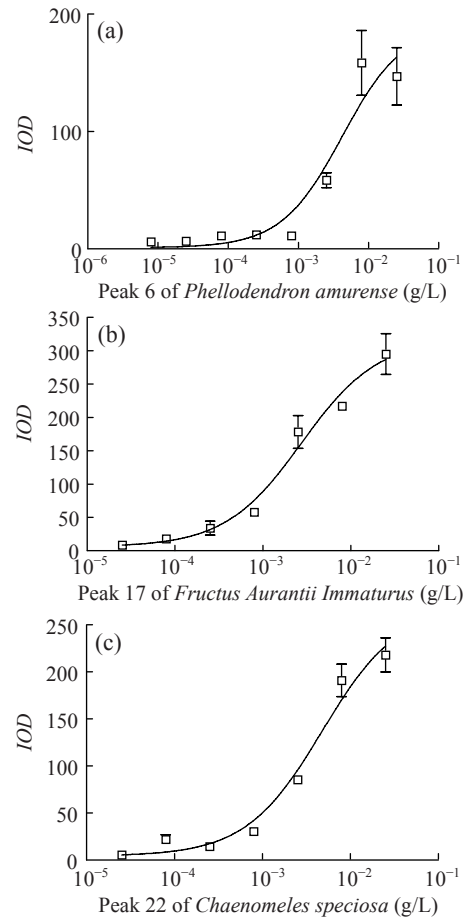 (a)
200
100
0
IOD
10⁻⁶ 10⁻⁵ 10⁻⁴ 10⁻³ 10⁻² 10⁻¹
Peak 6 of Phellodendron amurense (g/L)
(b)
350
300
250
200
150
100
50
0
IOD
10⁻⁵ 10⁻⁴ 10⁻³ 10⁻² 10⁻¹
Peak 17 of Fructus Aurantii Immaturus (g/L)
(c)
250
200
150
100
50
0
IOD
10⁻⁵ 10⁻⁴ 10⁻³ 10⁻² 10⁻¹
Peak 22 of Chaenomeles speciosa (g/L)